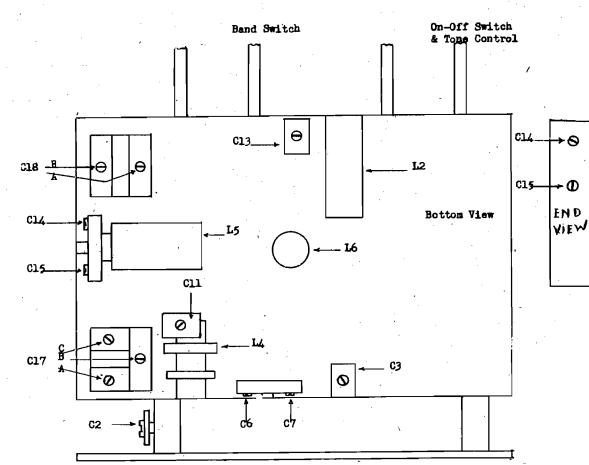 Band Switch
On-Off Switch
& Tone Control
C13
C14
C18 B
A
L2
C15
C14
L5
Bottom View
END
VIEW
L6
C15
C11
C
C17 B
A
L4
C3
C2
C6
C7